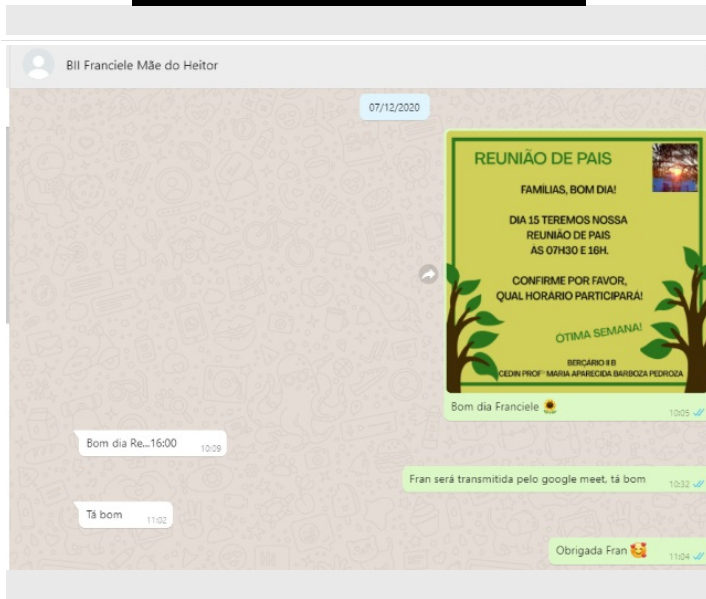 BII Franciele Mãe do Heitor
07/12/2020
REUNIÃO DE PAIS
FAMÍLIAS, BOM DIA!
DIA 15 TEREMOS NOSSA
REUNIÃO DE PAIS
ÀS 07H30 E 16H.
CONFIRME POR FAVOR,
QUAL HORÁRIO PARTICIPARÁ!
ÓTIMA SEMANA!
BERÇÁRIO II B
CEDIN PROFª MARIA APARECIDA BARBOZA PEDROZA
Bom dia Franciele 🌻
10:05
Bom dia Re...16:00
10:09
Fran será transmitida pelo google meet, tá bom
10:32
Tá bom
11:02
Obrigada Fran 🥰
11:04